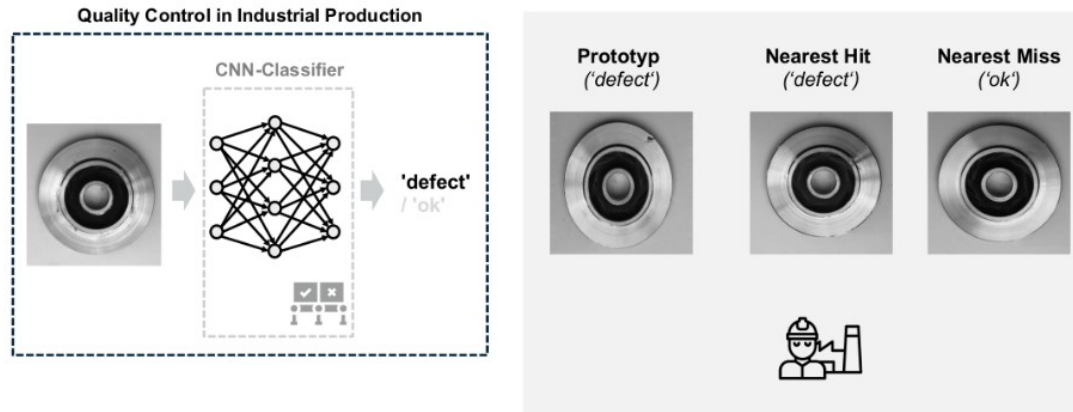 Quality Control in Industrial Production
CNN-Classifier
'defect'
/ 'ok'
Prototyp
('defect')
Nearest Hit
('defect')
Nearest Miss
('ok')